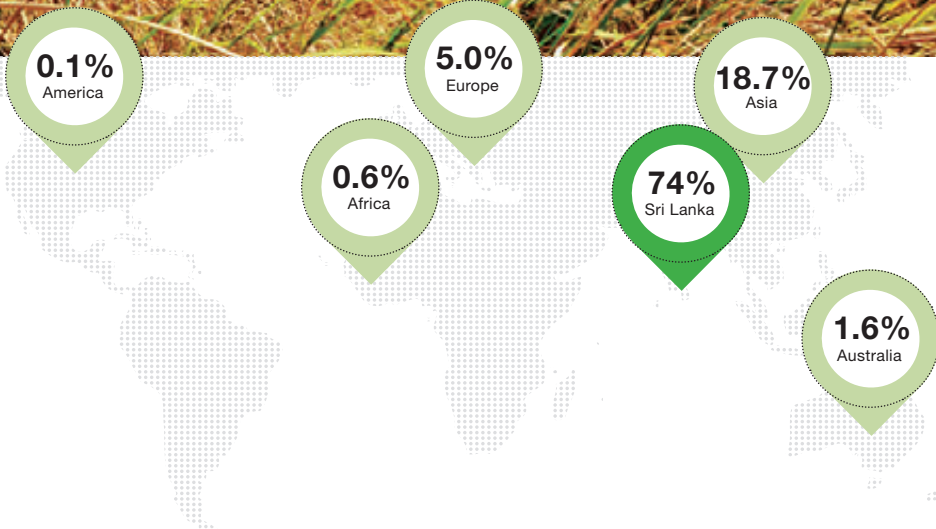 0.1%
America
5.0%
Europe
18.7%
Asia
0.6%
Africa
74%
Sri Lanka
1.6%
Australia